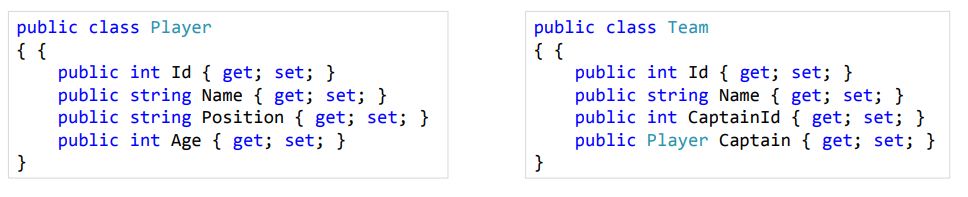 public class Player
{ {
    public int Id { get; set; }
    public string Name { get; set; }
    public string Position { get; set; }
    public int Age { get; set; }
}
public class Team
{ {
    public int Id { get; set; }
    public string Name { get; set; }
    public int CaptainId { get; set; }
    public Player Captain { get; set; }
}